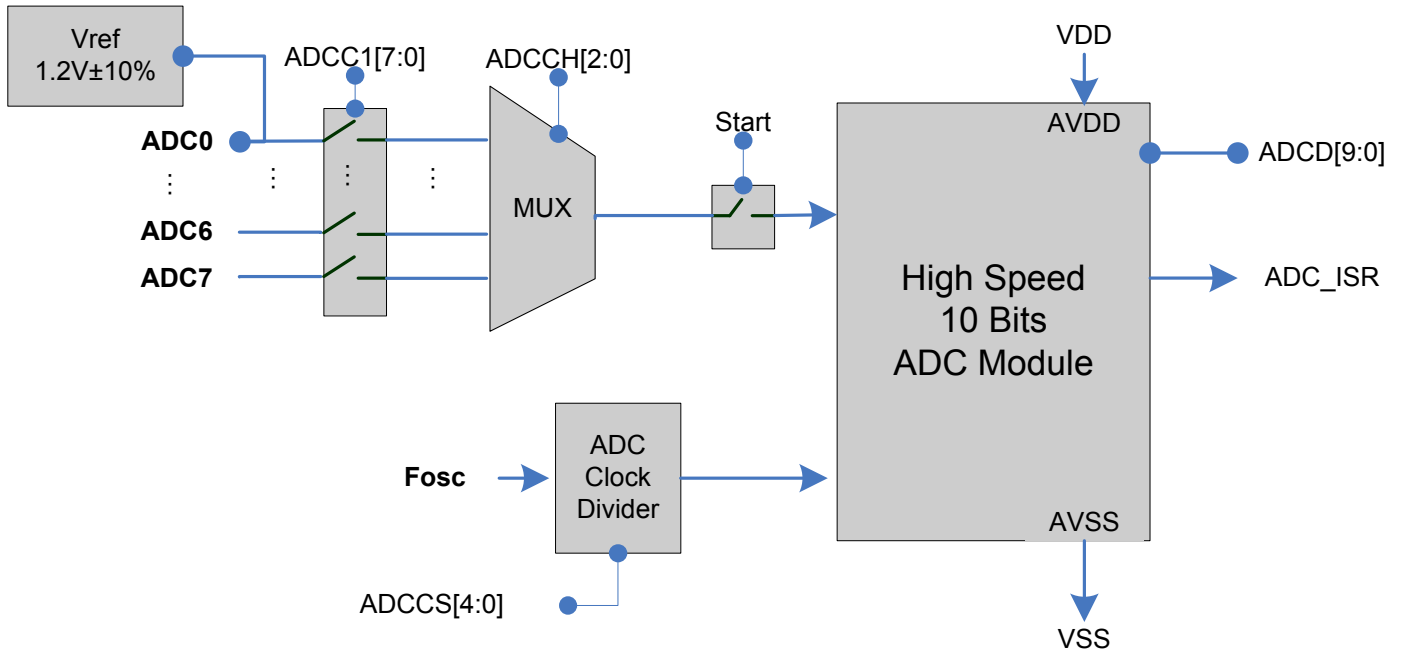 Vref
1.2V±10%
ADCC1[7:0]
ADCCH[2:0]
VDD
ADC0
Start
AVDD
ADCD[9:0]
ADC6
MUX
ADC7
High Speed
10 Bits
ADC Module
ADC_ISR
Fosc
ADC
Clock
Divider
AVSS
ADCCS[4:0]
VSS